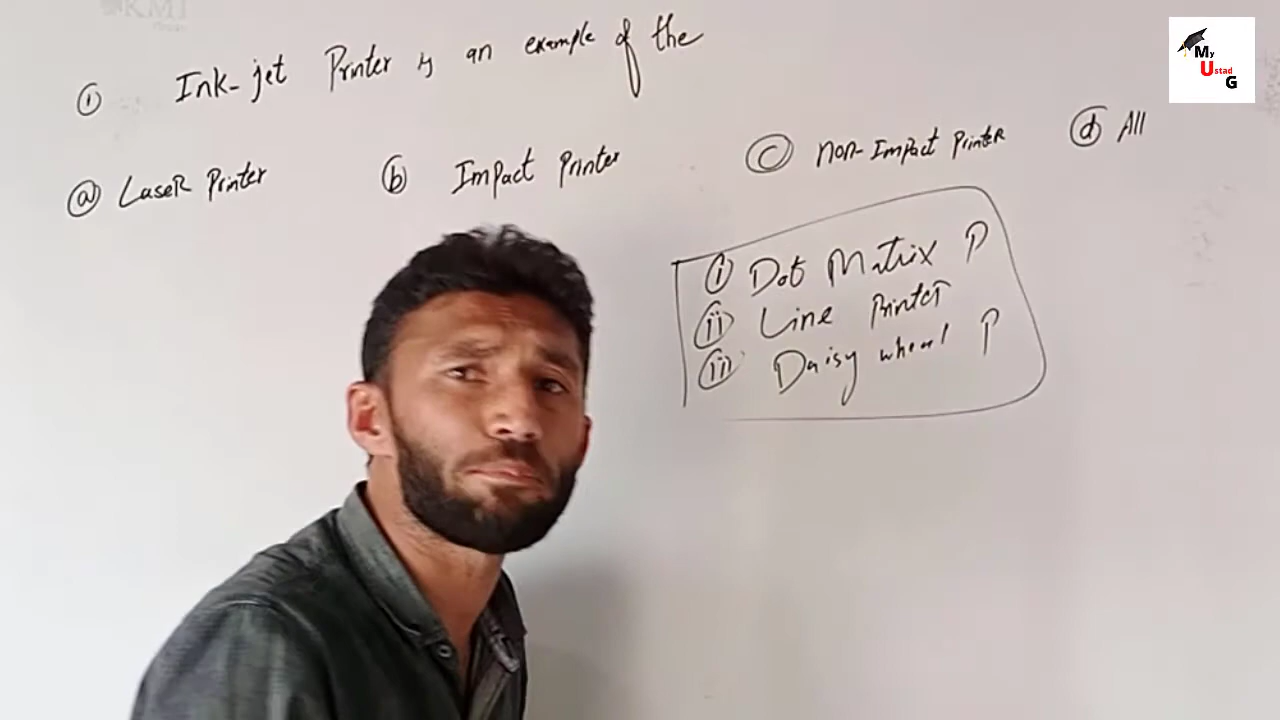 KMI
My
Ustad
G
① Ink-jet Printer is an example of the
ⓐ LaseR Printer ⓑ Impact Printer ⓒ Non-Impact PrinteR ⓓ All
ⓘ Dot Matrix P
ⓘⓘ Line Printer
ⓘⓘⓘ Daisy wheel P